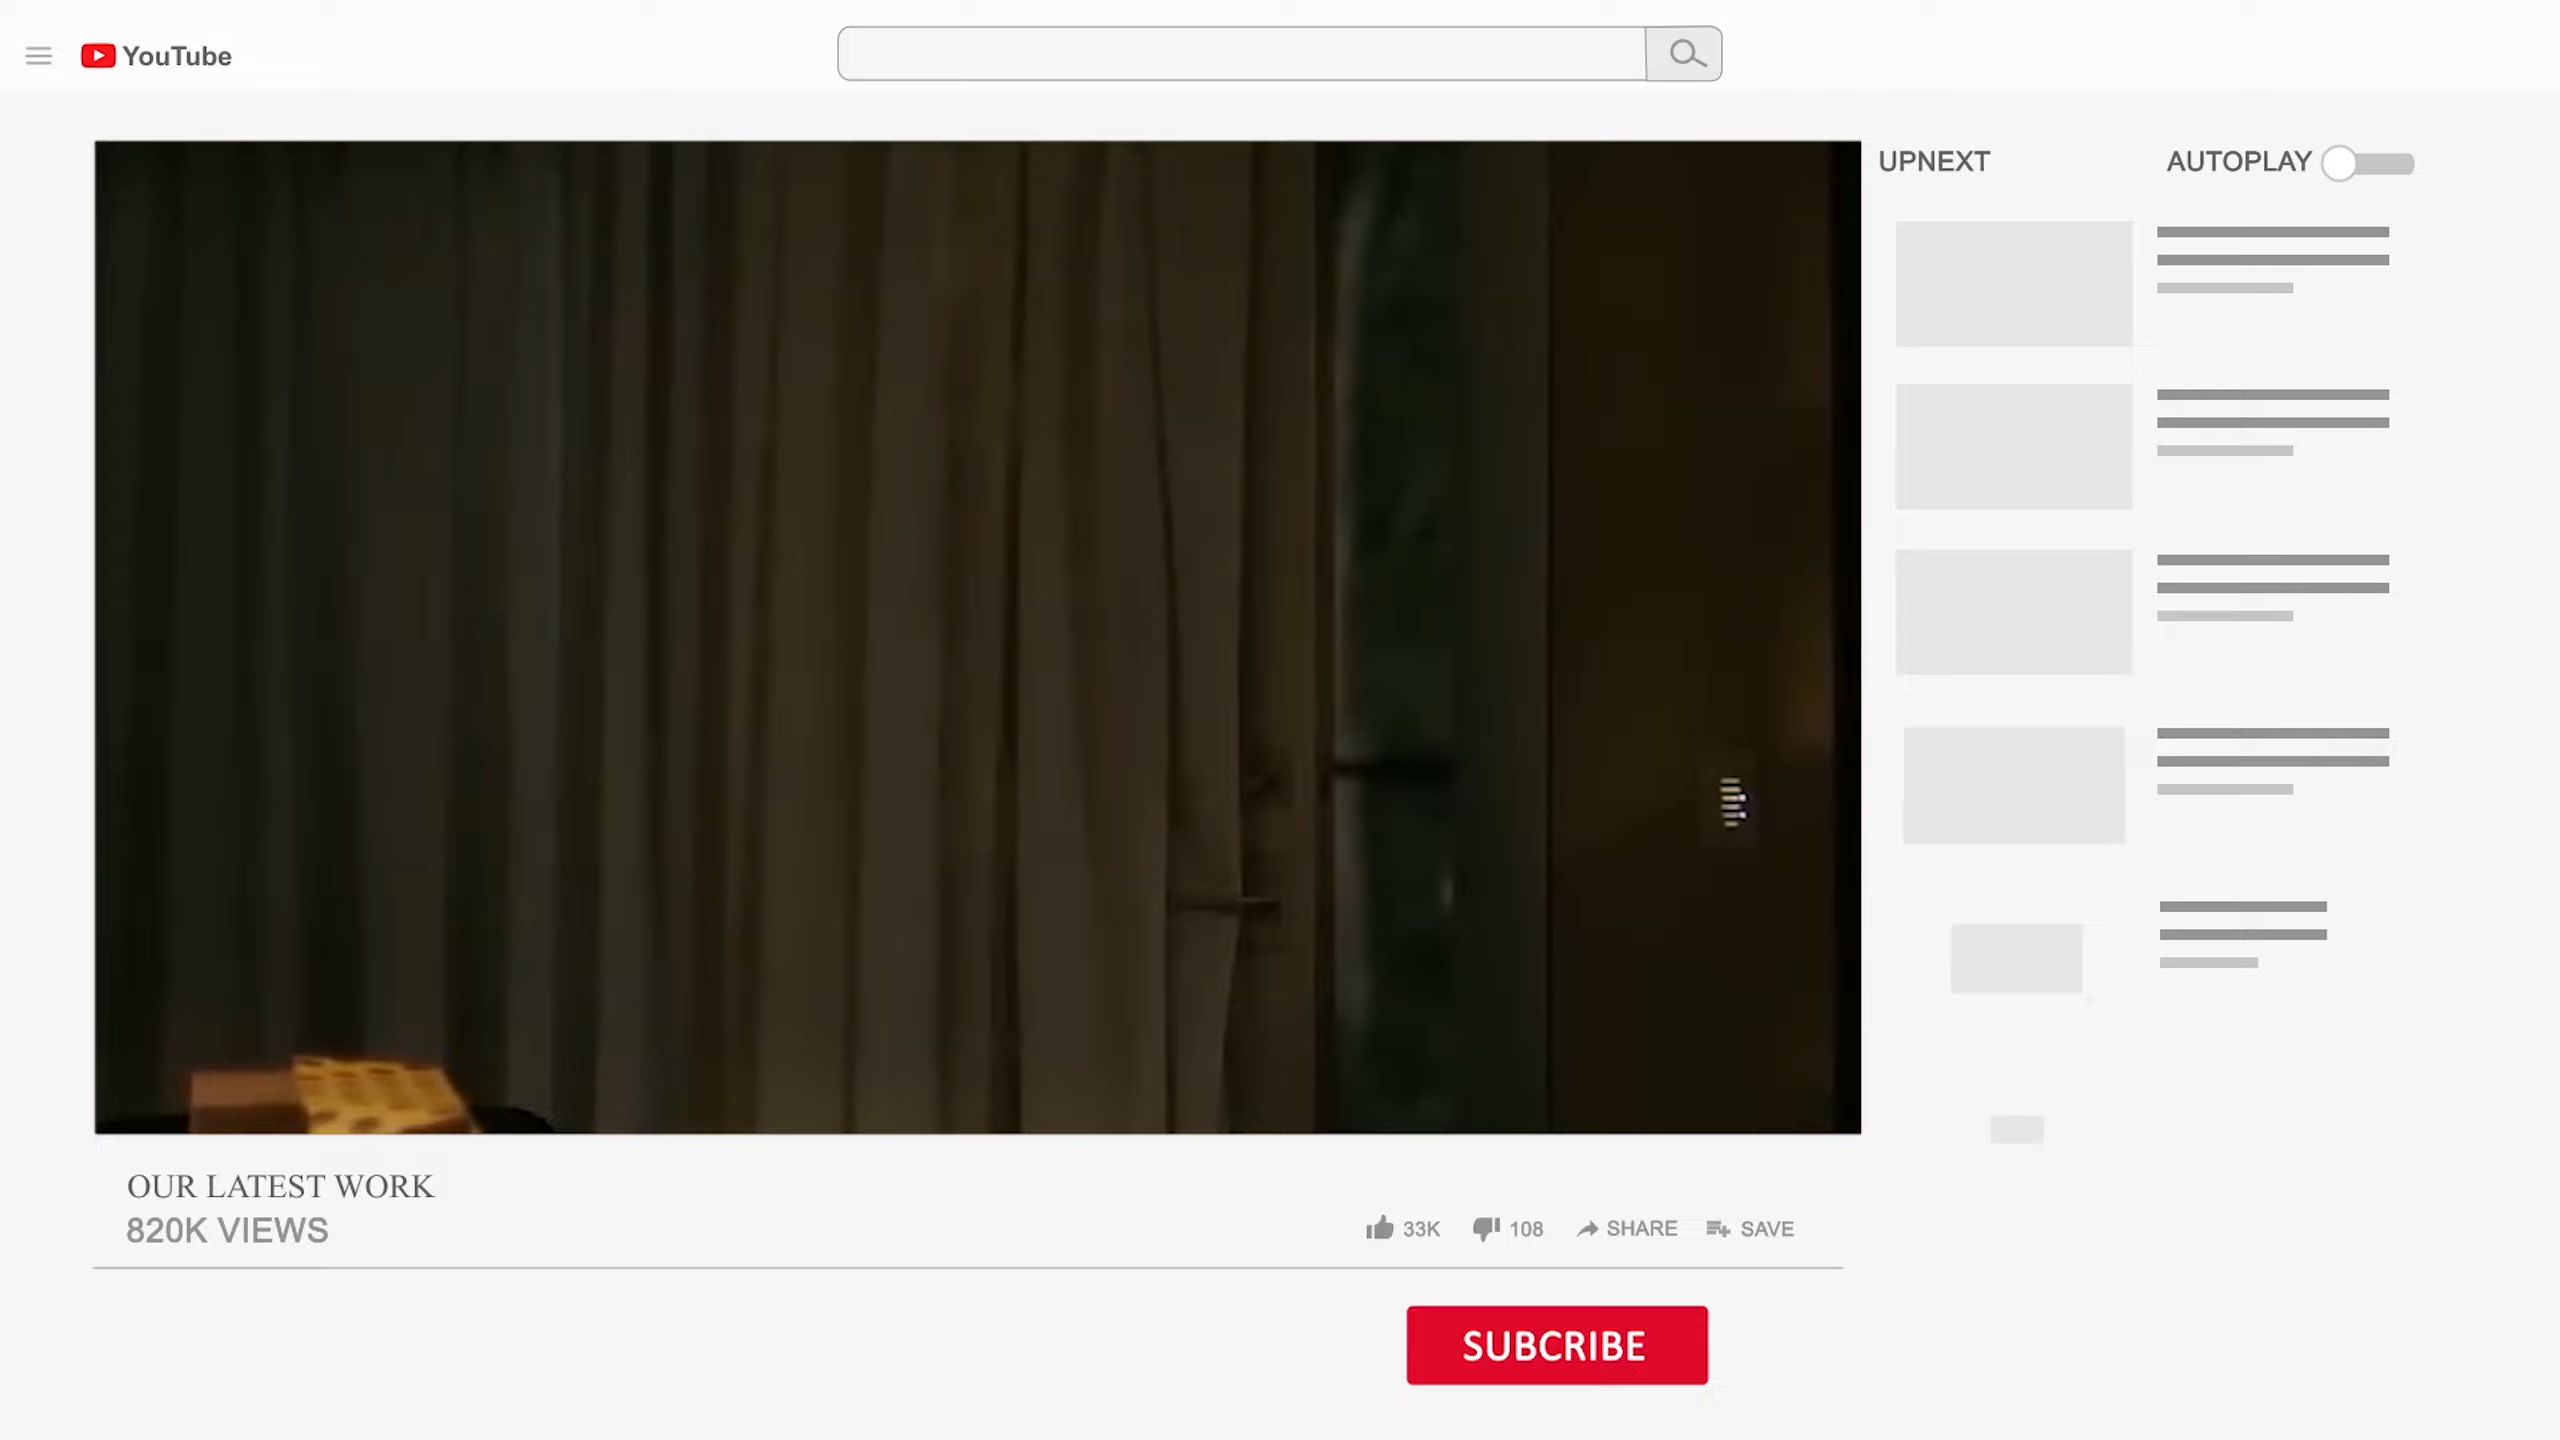 YouTube
UPNEXT
AUTOPLAY
OUR LATEST WORK
820K VIEWS
33K
108
SHARE
SAVE
SUBCRIBE